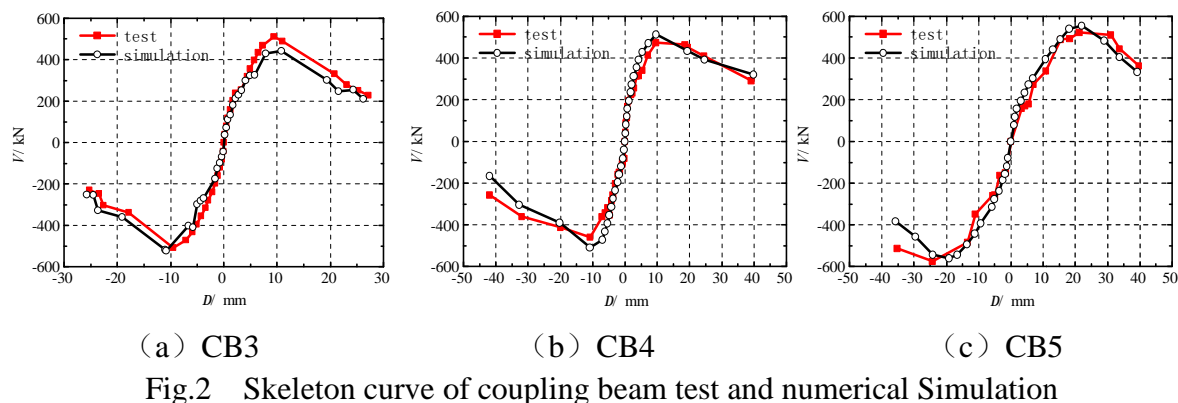 600
400
200
0
-200
-400
-600
V/ kN
test
simulation
-30 -20 -10 0 10 20 30
D/ mm
600
400
200
0
-200
-400
-600
V/ kN
test
simulation
-50 -40 -30 -20 -10 0 10 20 30 40 50
D/ mm
600
400
200
0
-200
-400
-600
V/ kN
test
simulation
-50 -40 -30 -20 -10 0 10 20 30 40 50
D/ mm
（a）CB3
（b）CB4
（c）CB5
Fig.2 Skeleton curve of coupling beam test and numerical Simulation